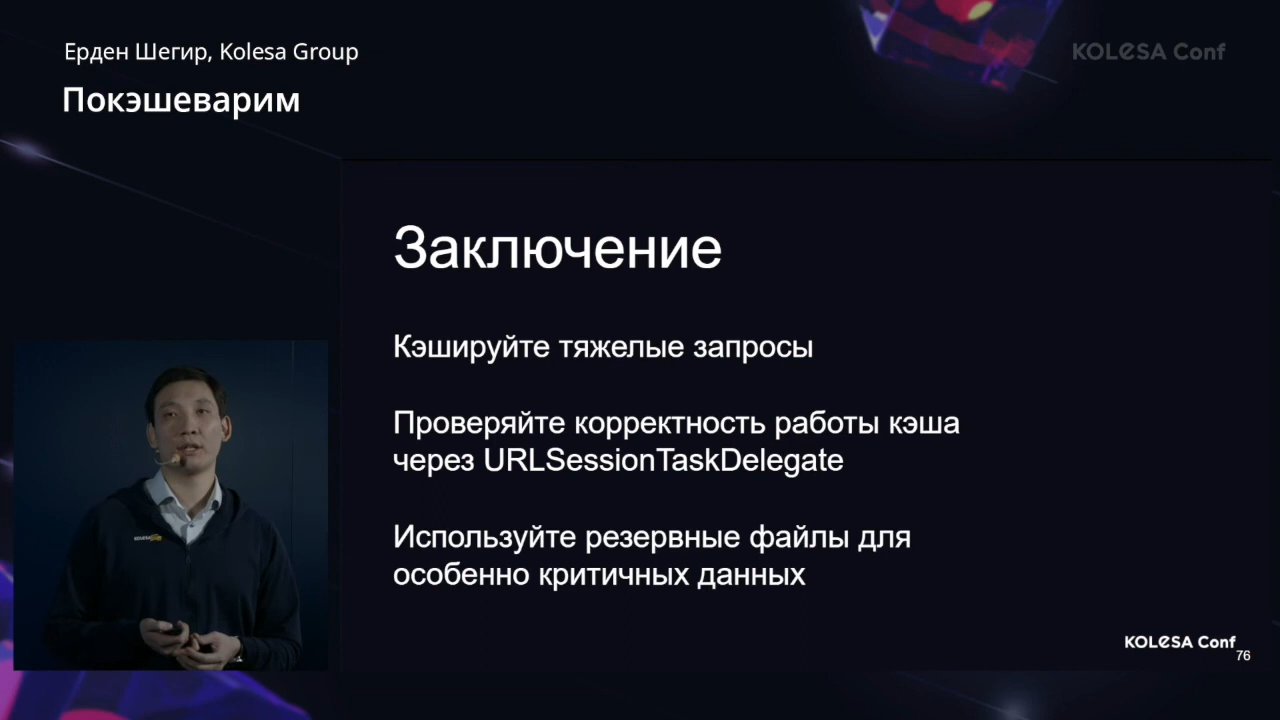 Ерден Шегир, Kolesa Group
KOLESA Conf
Покэшеварим
Заключение
Кэшируйте тяжелые запросы
Проверяйте корректность работы кэша
через URLSessionTaskDelegate
Используйте резервные файлы для
особенно критичных данных
KOLESA Conf
76